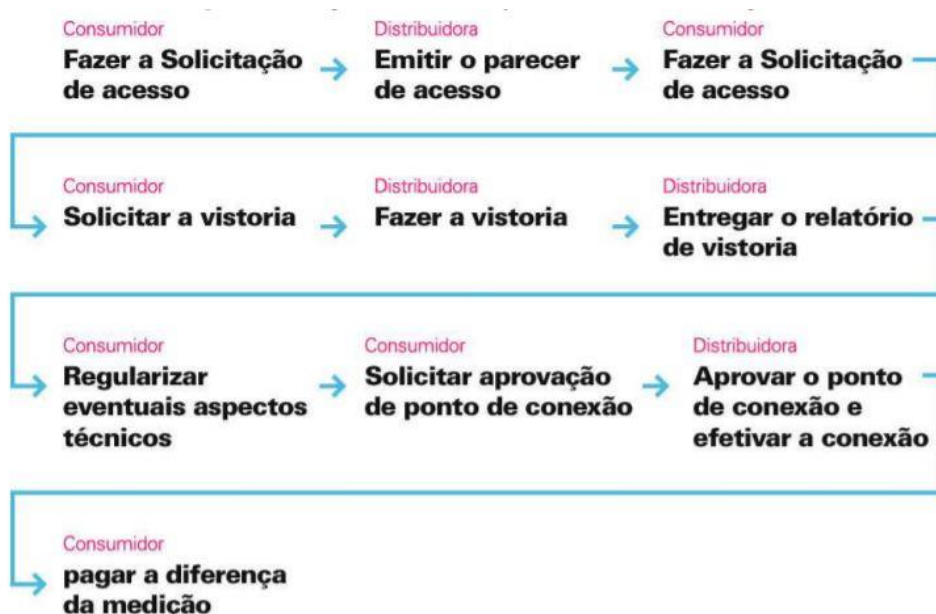 Consumidor
Fazer a Solicitação
de acesso
Distribuidora
Emitir o parecer
de acesso
Consumidor
Fazer a Solicitação
de acesso
Consumidor
Solicitar a vistoria
Distribuidora
Fazer a vistoria
Distribuidora
Entregar o relatório
de vistoria
Consumidor
Regularizar
eventuais aspectos
técnicos
Consumidor
Solicitar aprovação
de ponto de conexão
Distribuidora
Aprovar o ponto
de conexão e
efetivar a conexão
Consumidor
pagar a diferença
da medição